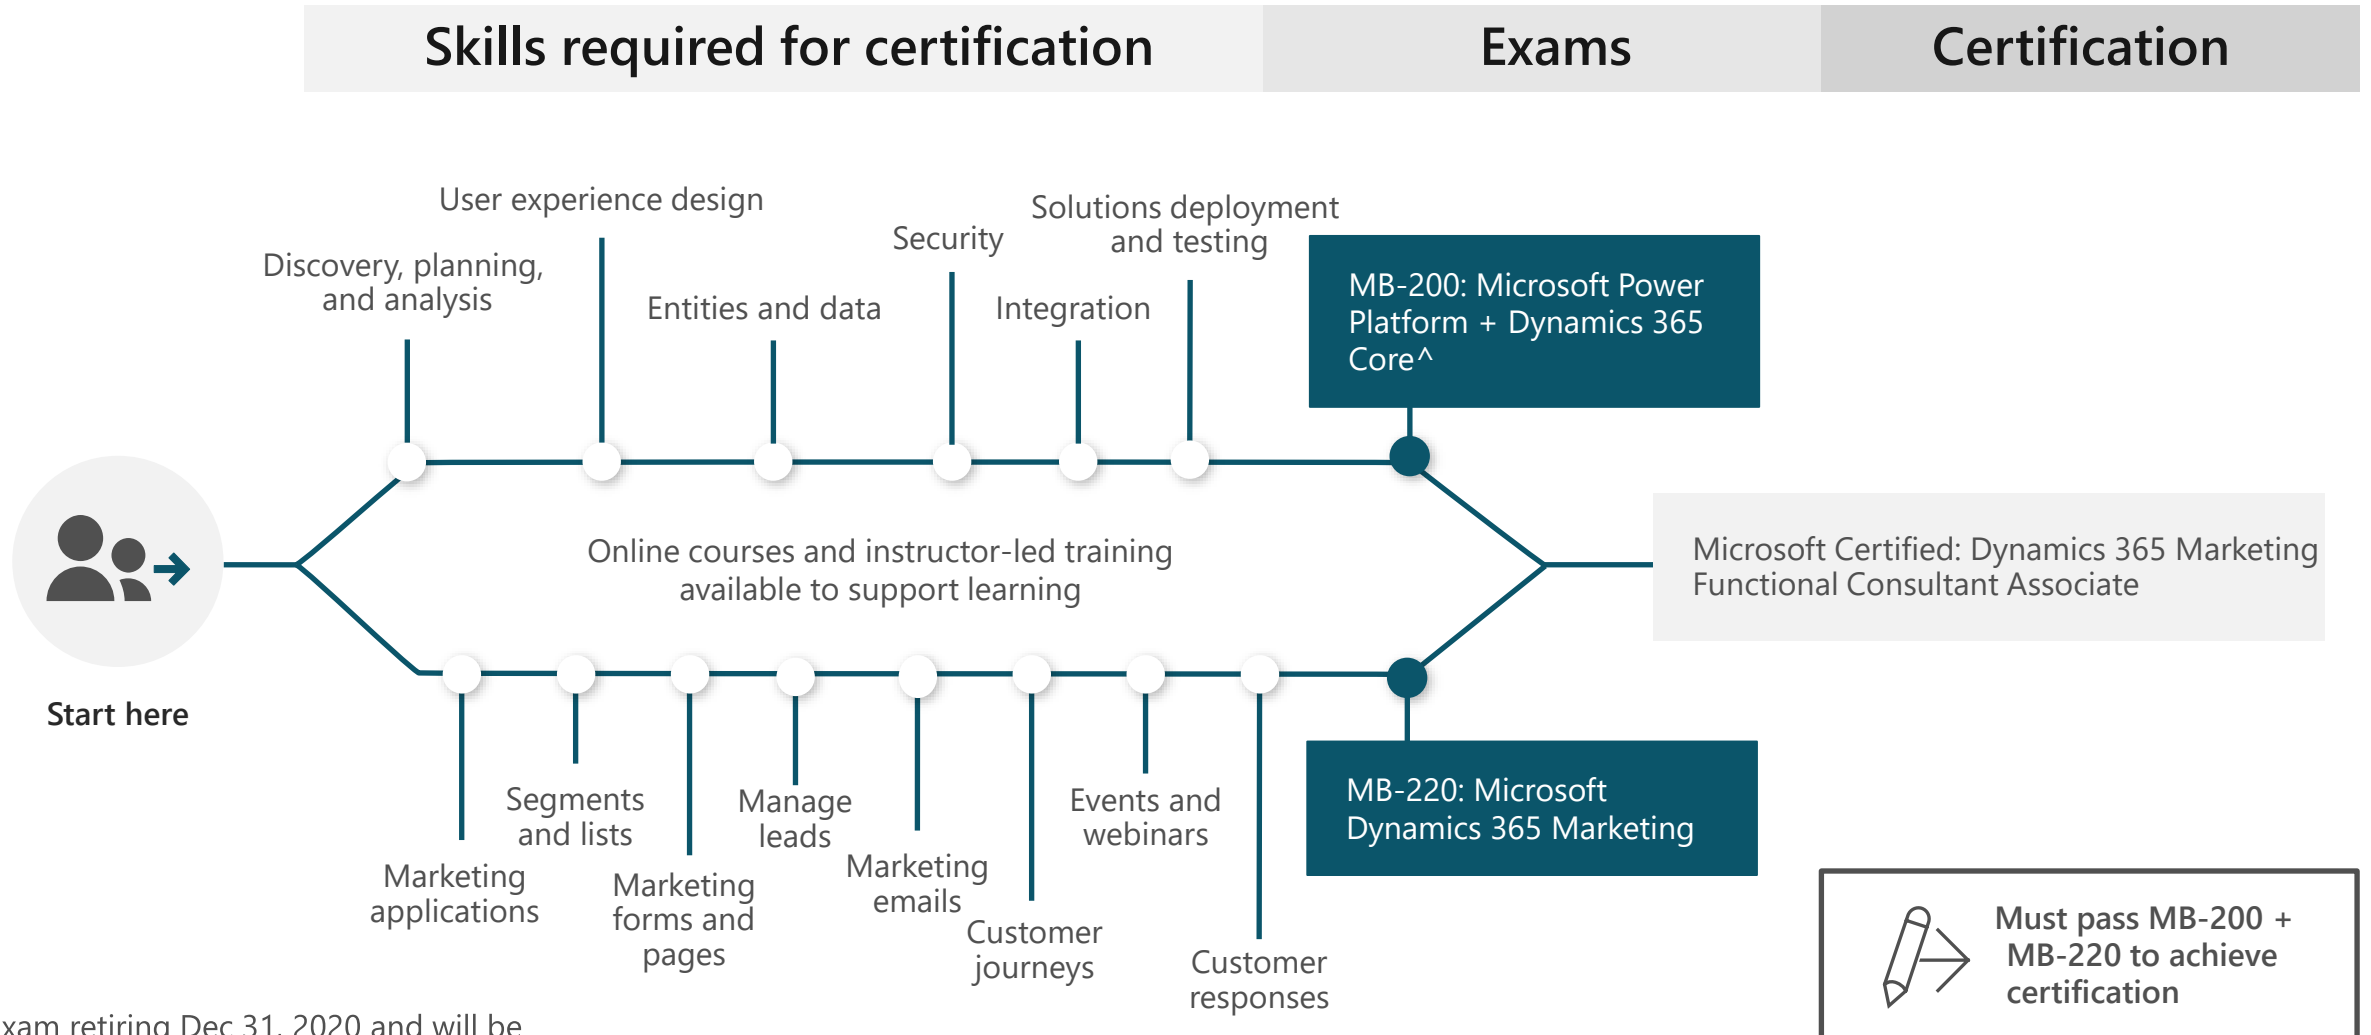 Skills required for certification
Exams
Certification
User experience design
Solutions deployment
and testing
Security
Discovery, planning,
and analysis
Entities and data
Integration
MB-200: Microsoft Power
Platform + Dynamics 365
Core^
Online courses and instructor-led training
available to support learning
Microsoft Certified: Dynamics 365 Marketing
Functional Consultant Associate
Start here
Marketing
applications
Segments
and lists
Marketing
forms and
pages
Manage
leads
Marketing
emails
Customer
journeys
Events and
webinars
Customer
responses
MB-220: Microsoft
Dynamics 365 Marketing
Must pass MB-200 +
MB-220 to achieve
certification
xam retiring Dec 31, 2020 and will be